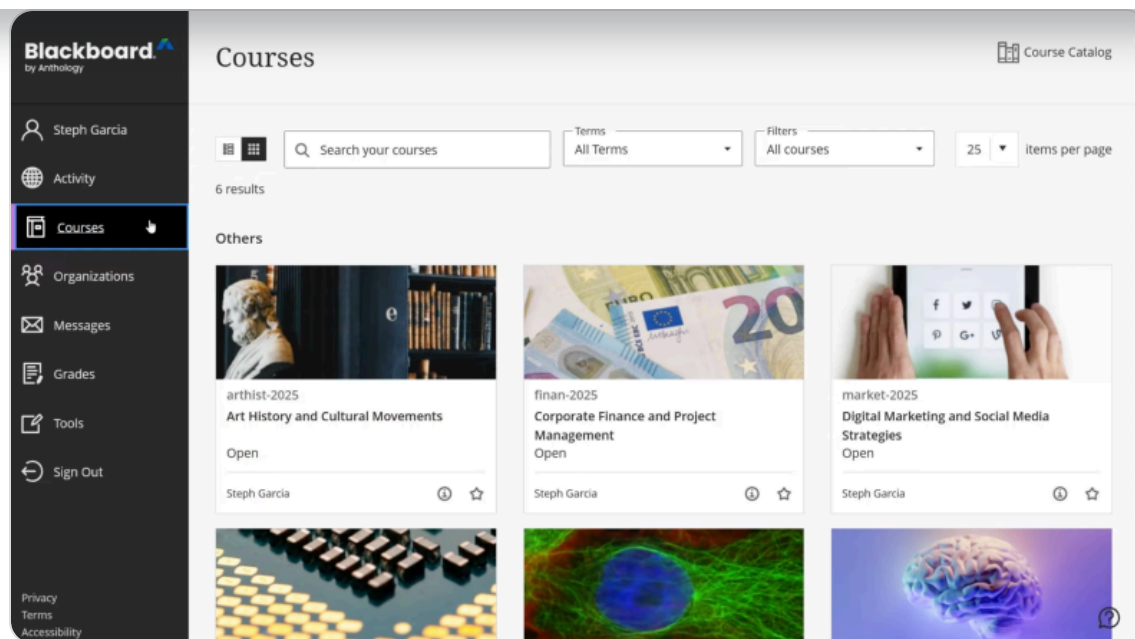 Blackboard
by Anthology
Steph Garcia
Activity
Courses
Organizations
Messages
Grades
Tools
Sign Out
Privacy
Terms
Accessibility
Courses
Course Catalog
Search your courses
Terms
All Terms
Filters
All courses
25
items per page
6 results
Others
e
EURO
20
f
G+
arthist-2025
Art History and Cultural Movements
Open
Steph Garcia
finan-2025
Corporate Finance and Project
Management
Open
Steph Garcia
market-2025
Digital Marketing and Social Media
Strategies
Open
Steph Garcia